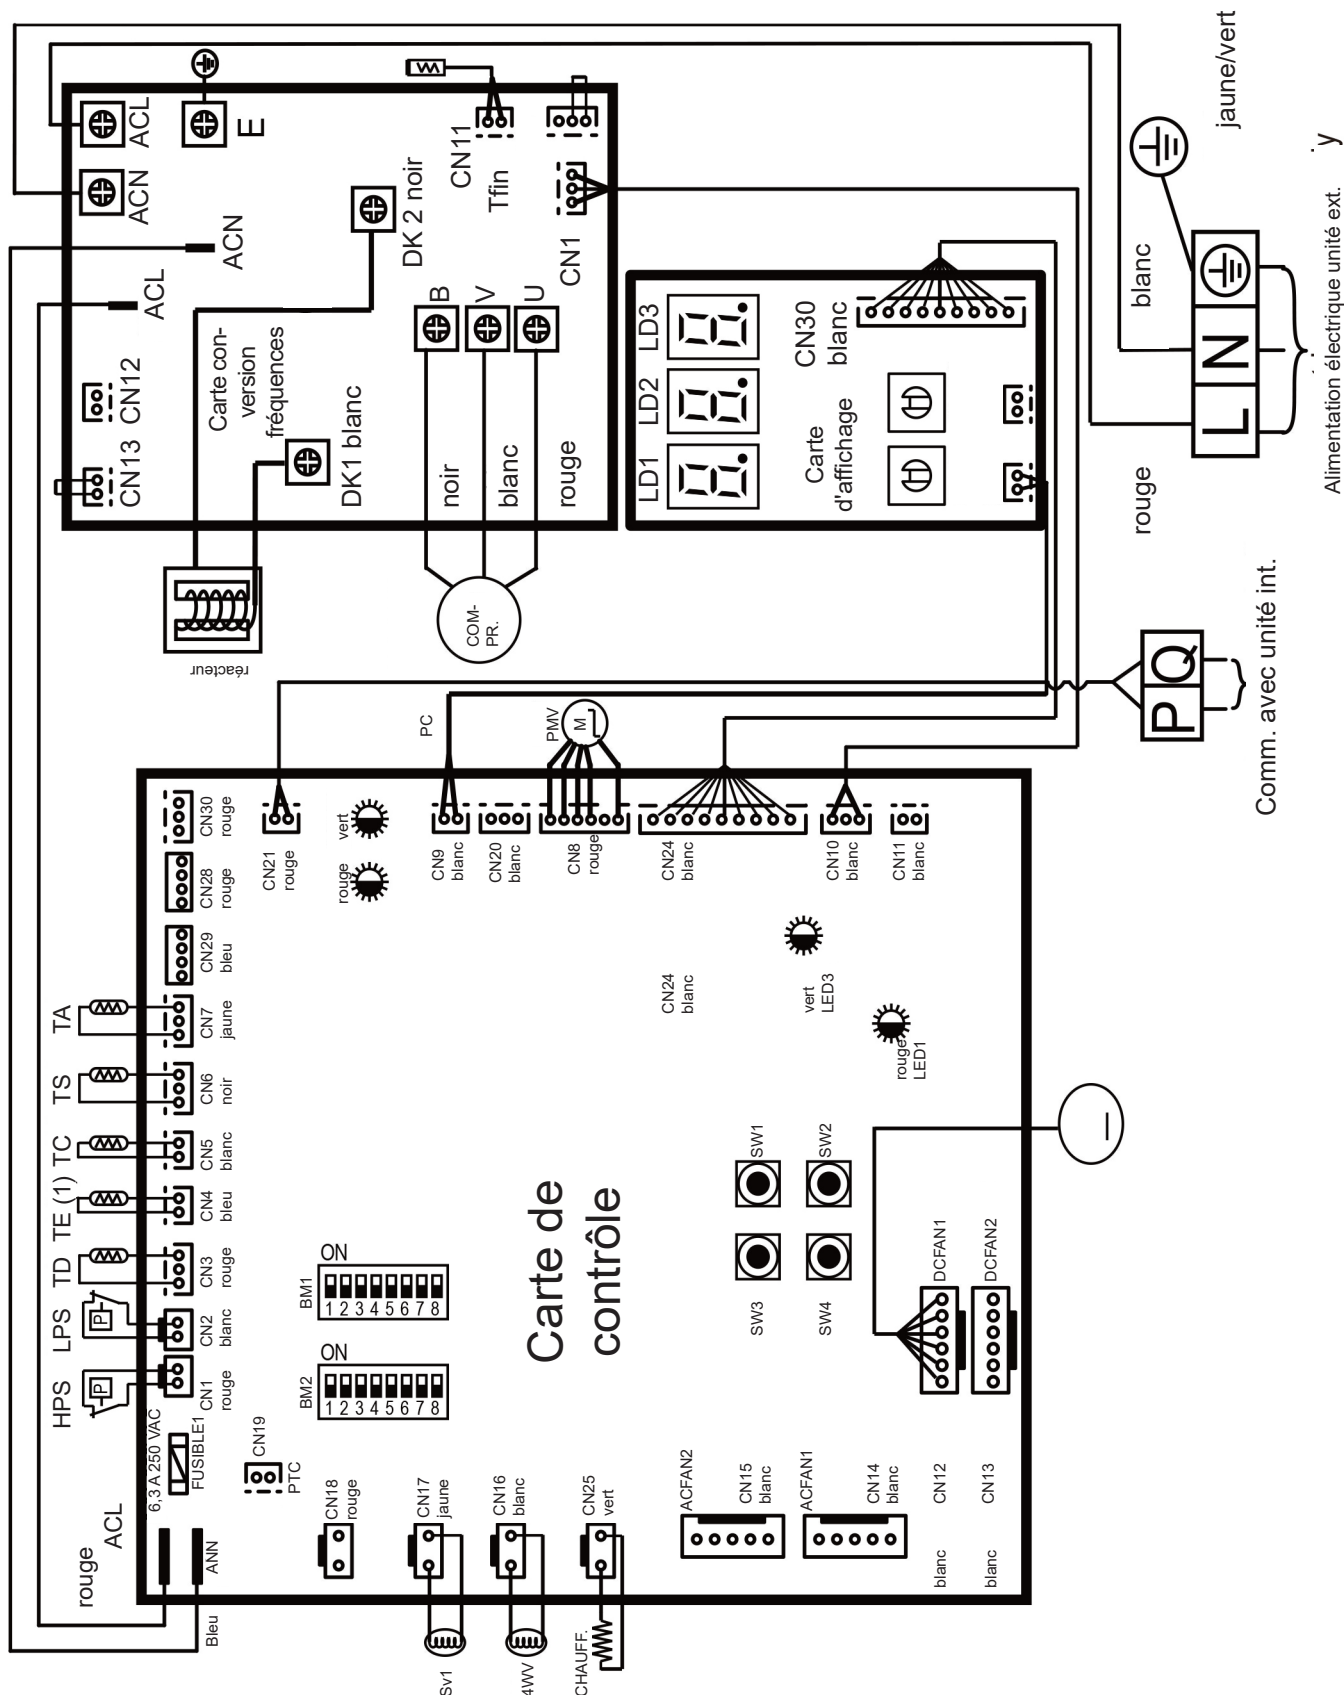 jaune/vert
ACL
ACN
E
ACN
ACL
CN12
CN13
Carte con-
version
fréquences
DK 2 noir
DK1 blanc
CN11
Tfin
CN1
B
V
U
noir
blanc
rouge
réacteur
COM-
PR.
LD1
LD2
LD3
CN30
blanc
Carte
d'affichage
blanc
rouge
L
N
Alimentation électrique unité ext.
y
P
Q
Comm. avec unité int.
PC
PMV
M
HPS
LPS
TD
TE (1)
TC
TS
TA
P
P
rouge
ACL
Bleu
ANN
6,3 A 250 VAC
FUSIBLE1
CN1
rouge
CN2
blanc
CN3
rouge
CN4
bleu
CN5
blanc
CN6
noir
CN7
jaune
CN29
bleu
CN28
rouge
CN30
rouge
CN19
PTC
CN21
rouge
rouge
vert
BM2
ON
1 2 3 4 5 6 7 8
BM1
ON
1 2 3 4 5 6 7 8
CN18
rouge
CN17
jaune
CN16
blanc
CN25
vert
Sv1
4WV
CHAUFF.
CN9
blanc
CN20
blanc
CN8
rouge
CN24
blanc
CN10
blanc
CN11
blanc
CN24
blanc
vert
LED3
rouge
LED1
Carte de
contrôle
SW1
SW2
SW3
SW4
ACFAN2
CN15
blanc
ACFAN1
CN14
blanc
DCFAN1
CN12
blanc
DCFAN2
CN13
blanc